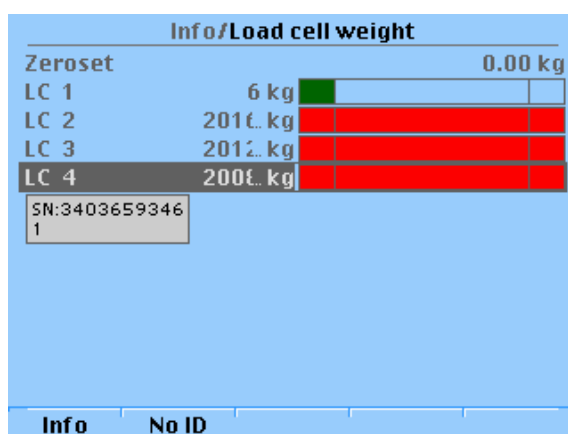 Info/Load cell weight
Zeroset 0.00 kg
LC 1 6 kg
LC 2 kg
LC 3 kg
LC 4 kg
SN:3403659346
1
Info No ID